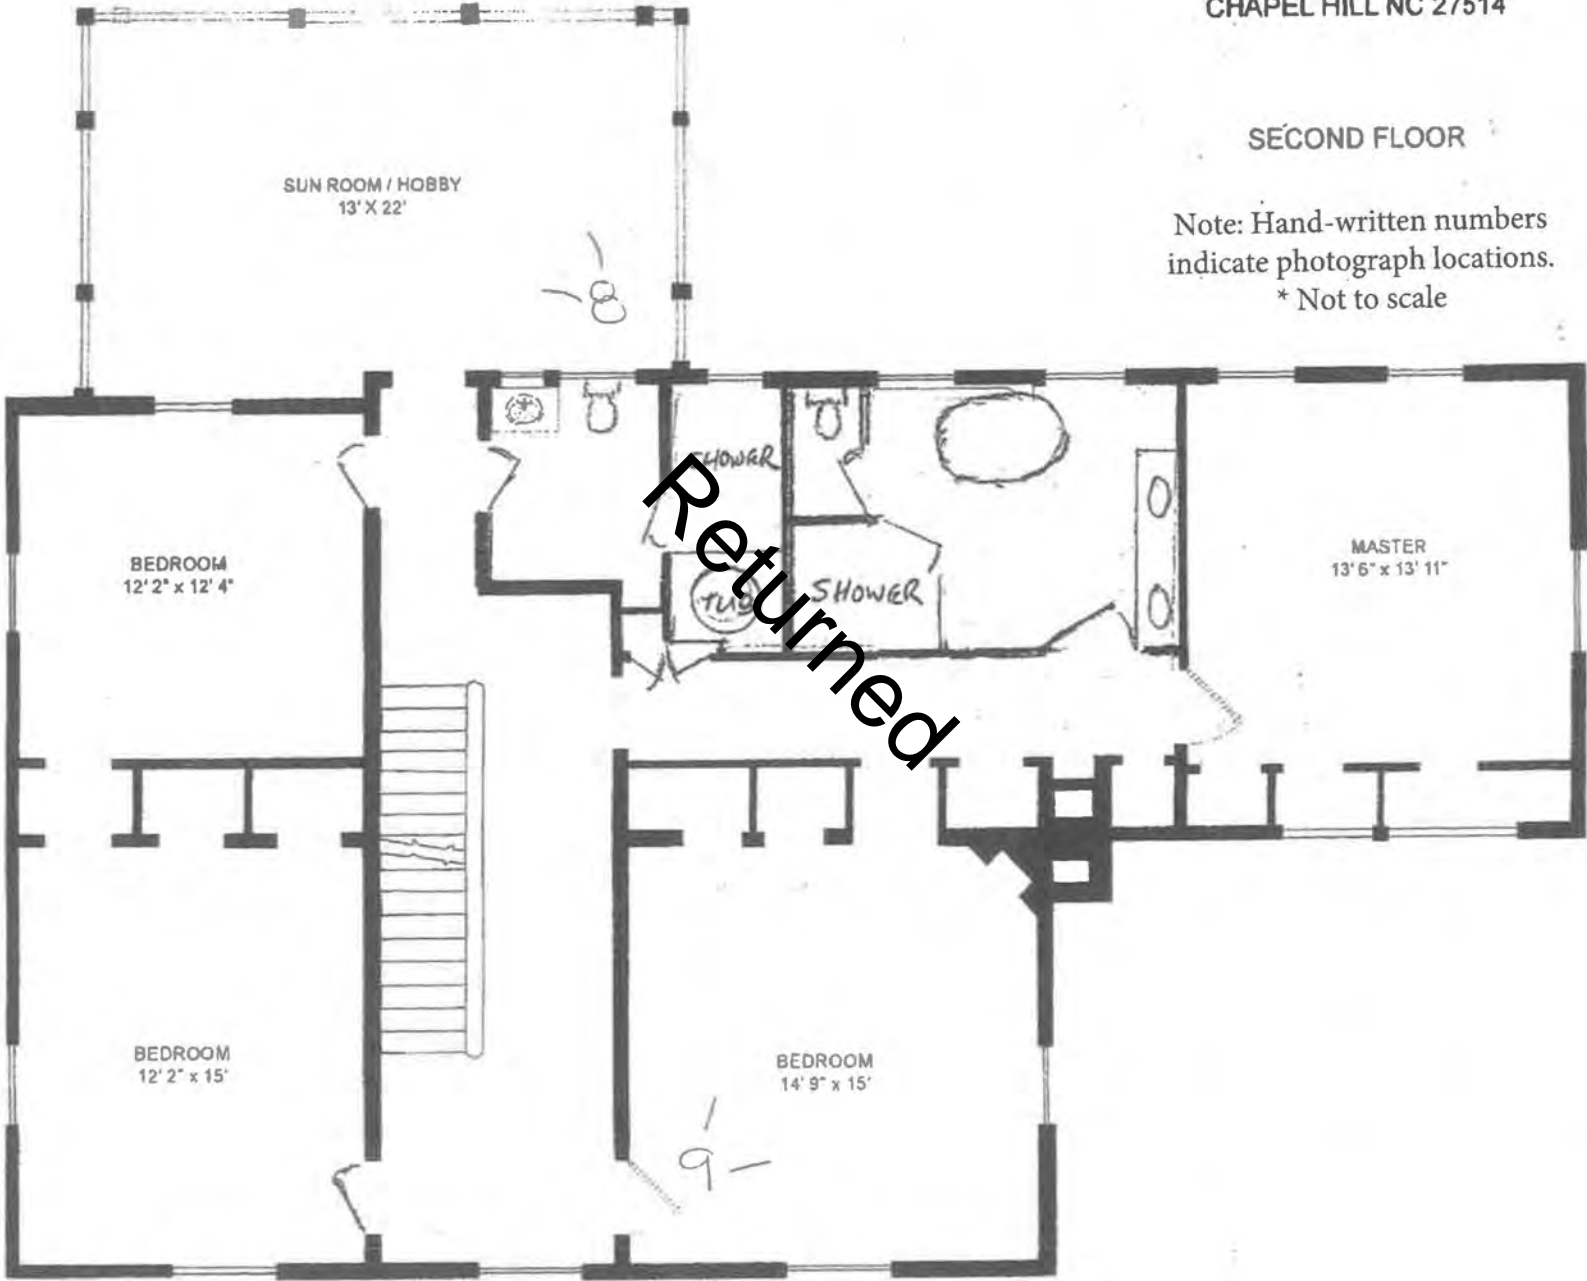 CHAPEL HILL NC 27514
SECOND FLOOR
Note: Hand-written numbers
indicate photograph locations.
* Not to scale
SUN ROOM / HOBBY
13' X 22'
8
SHOWER
BEDROOM
12' 2" x 12' 4"
TUB
SHOWER
MASTER
13' 6" x 13' 11"
Returned
BEDROOM
12' 2" x 15'
BEDROOM
14' 9" x 15'
9